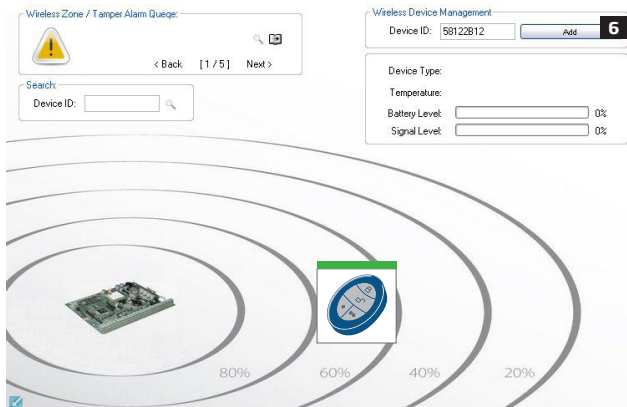 Wireless Zone / Tamper Alarm Queqe:
< Back [ 1 / 5 ] Next >
Search:
Device ID:
Wireless Device Management
Device ID: 58122B12 Add 6
Device Type:
Temperature:
Battery Level: 0%
Signal Level: 0%
80% 60% 40% 20%